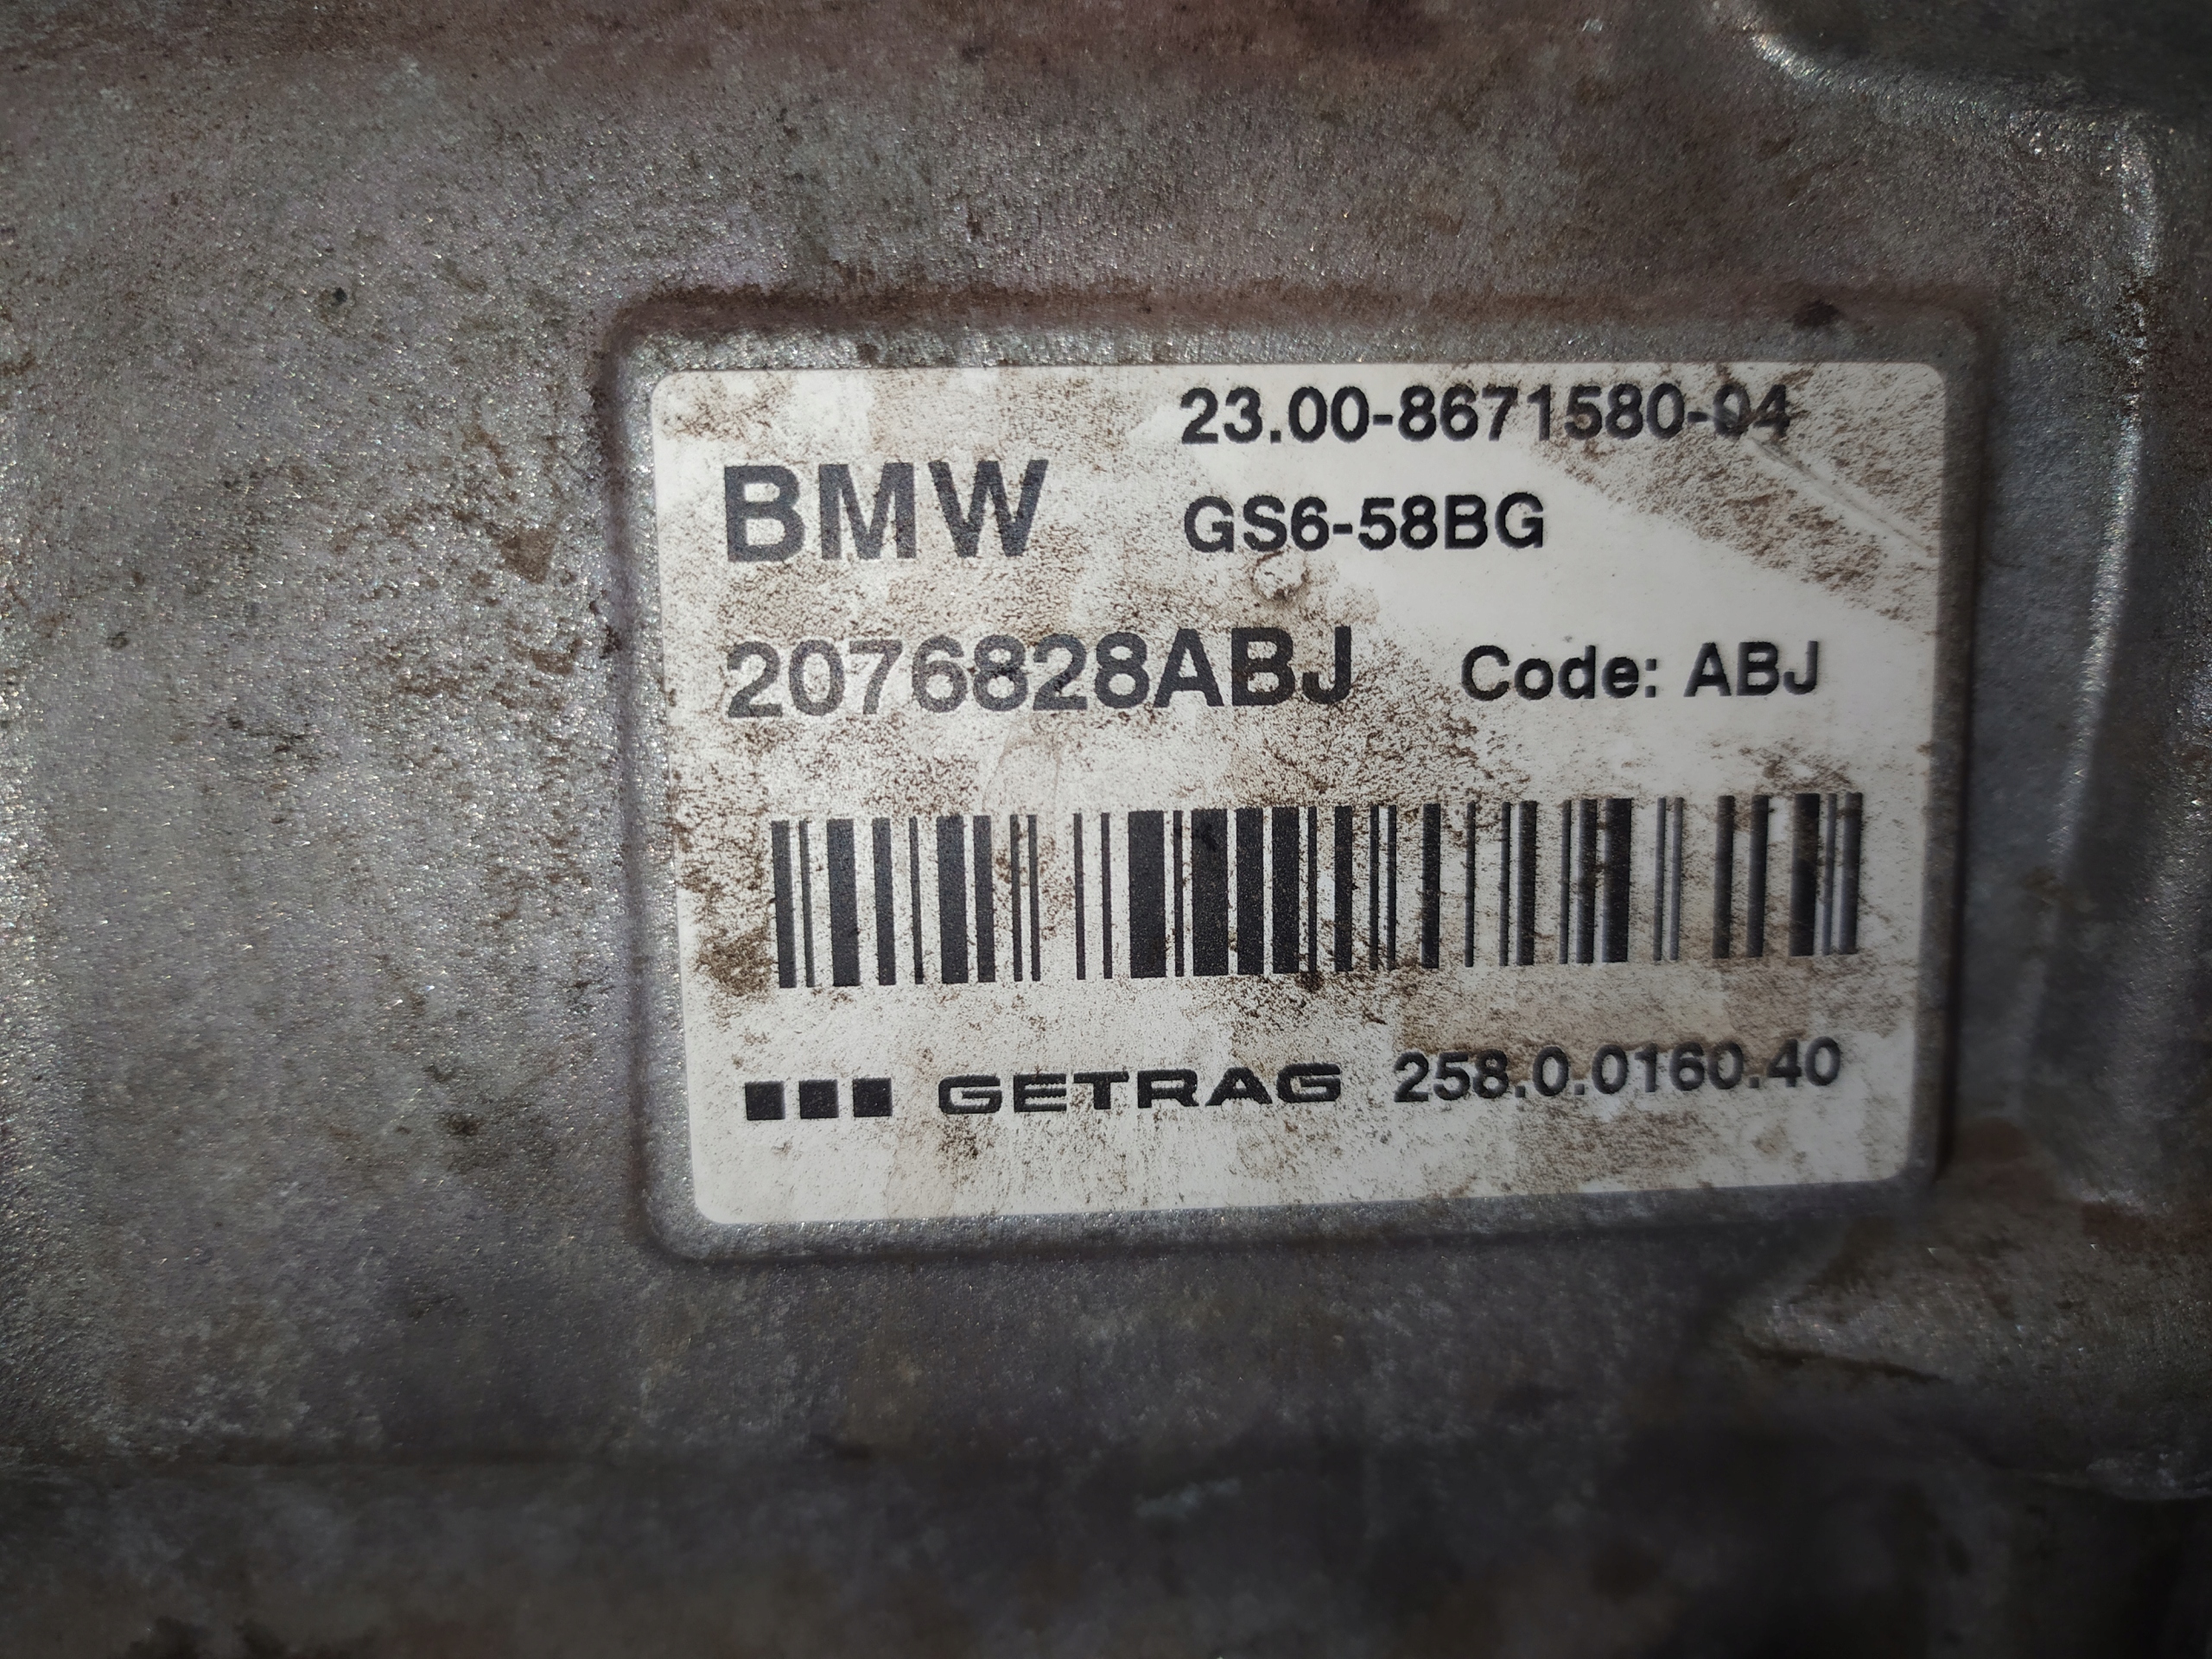 23.00-8671580-04
BMW GS6-58BG
2076828ABJ Code: ABJ
GETRAG 258.0.0160.40